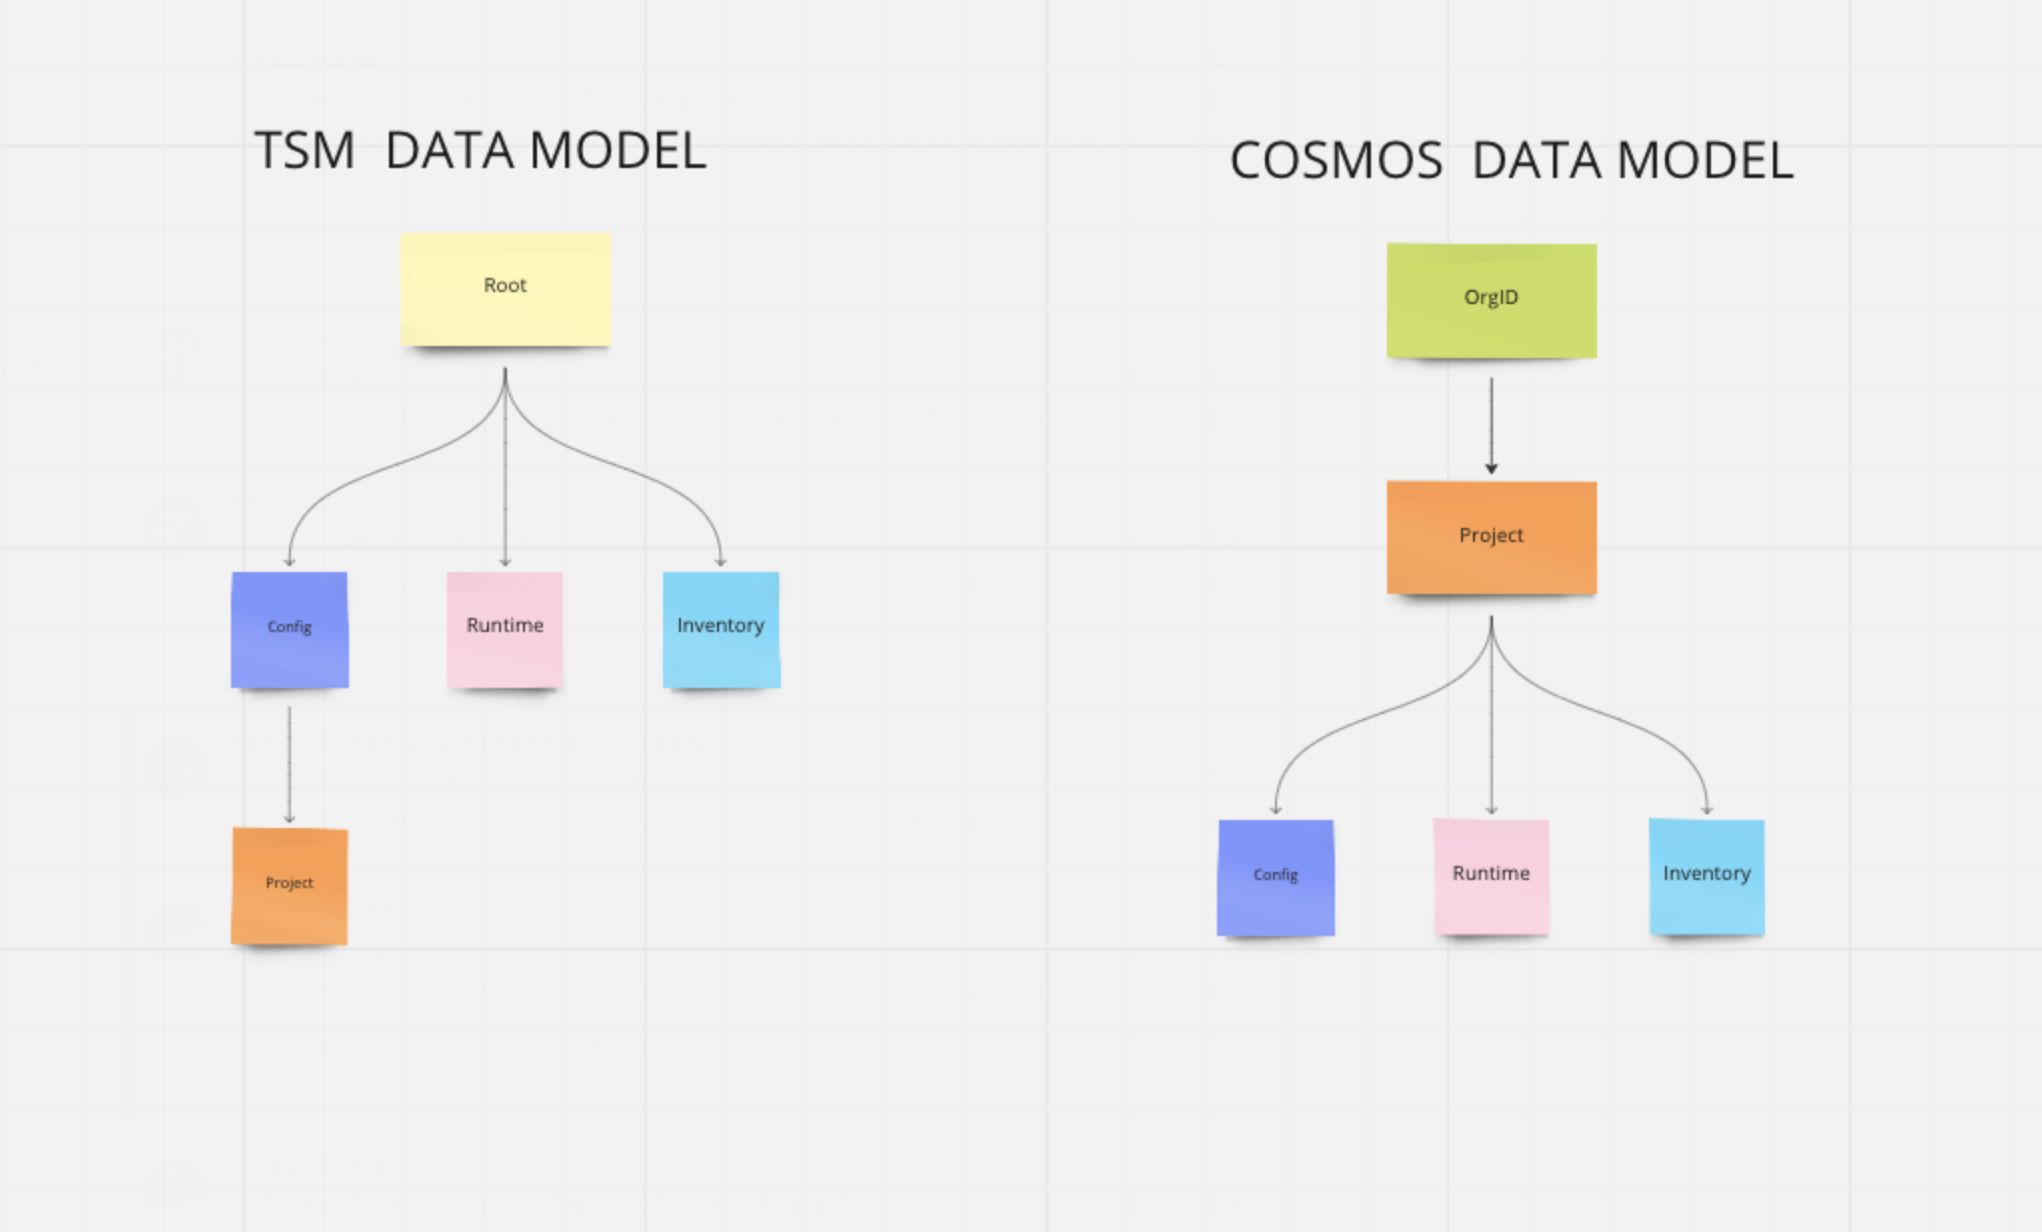 TSM DATA MODEL
Root
Config
Runtime
Inventory
Project
COSMOS DATA MODEL
OrgID
Project
Config
Runtime
Inventory